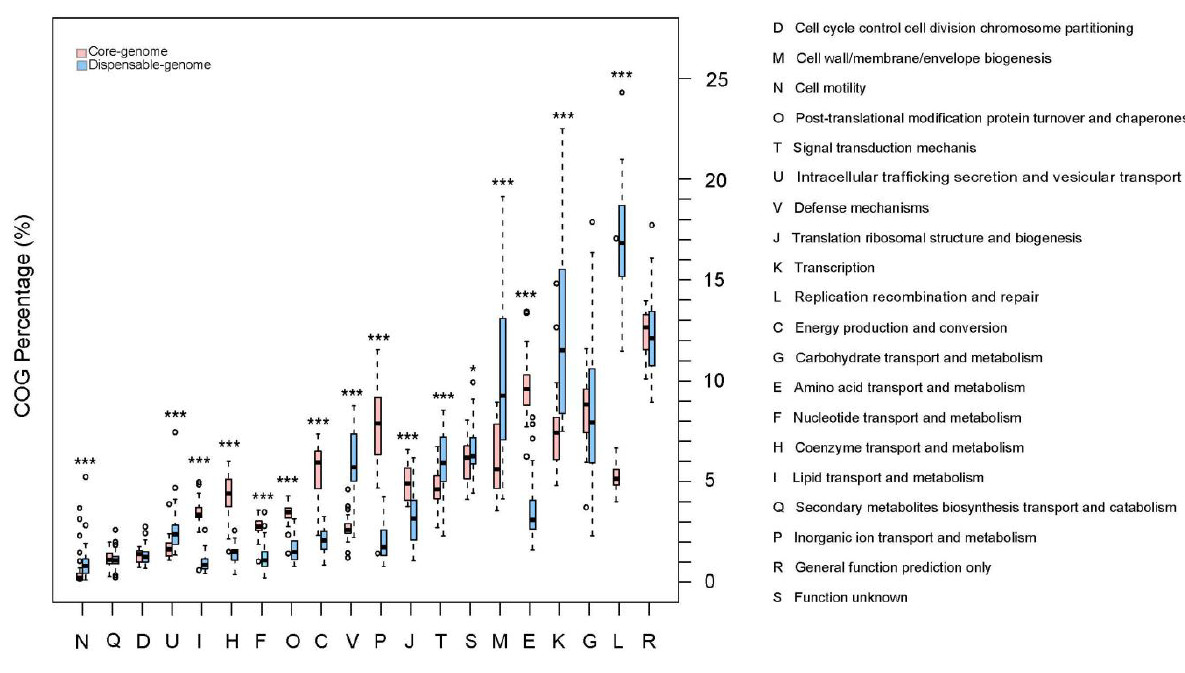 Core-genome
Dispensable-genome
COG Percentage (%)
***
***
***
***
***
***
***
***
***
***
***
*
***
***
***
***
25
20
15
10
5
0
N Q D U I H F O C V P J T S M E K G L R
D Cell cycle control cell division chromosome partitioning
M Cell wall/membrane/envelope biogenesis
N Cell motility
O Post-translational modification protein turnover and chaperones
T Signal transduction mechanis
U Intracellular trafficking secretion and vesicular transport
V Defense mechanisms
J Translation ribosomal structure and biogenesis
K Transcription
L Replication recombination and repair
C Energy production and conversion
G Carbohydrate transport and metabolism
E Amino acid transport and metabolism
F Nucleotide transport and metabolism
H Coenzyme transport and metabolism
I Lipid transport and metabolism
Q Secondary metabolites biosynthesis transport and catabolism
P Inorganic ion transport and metabolism
R General function prediction only
S Function unknown